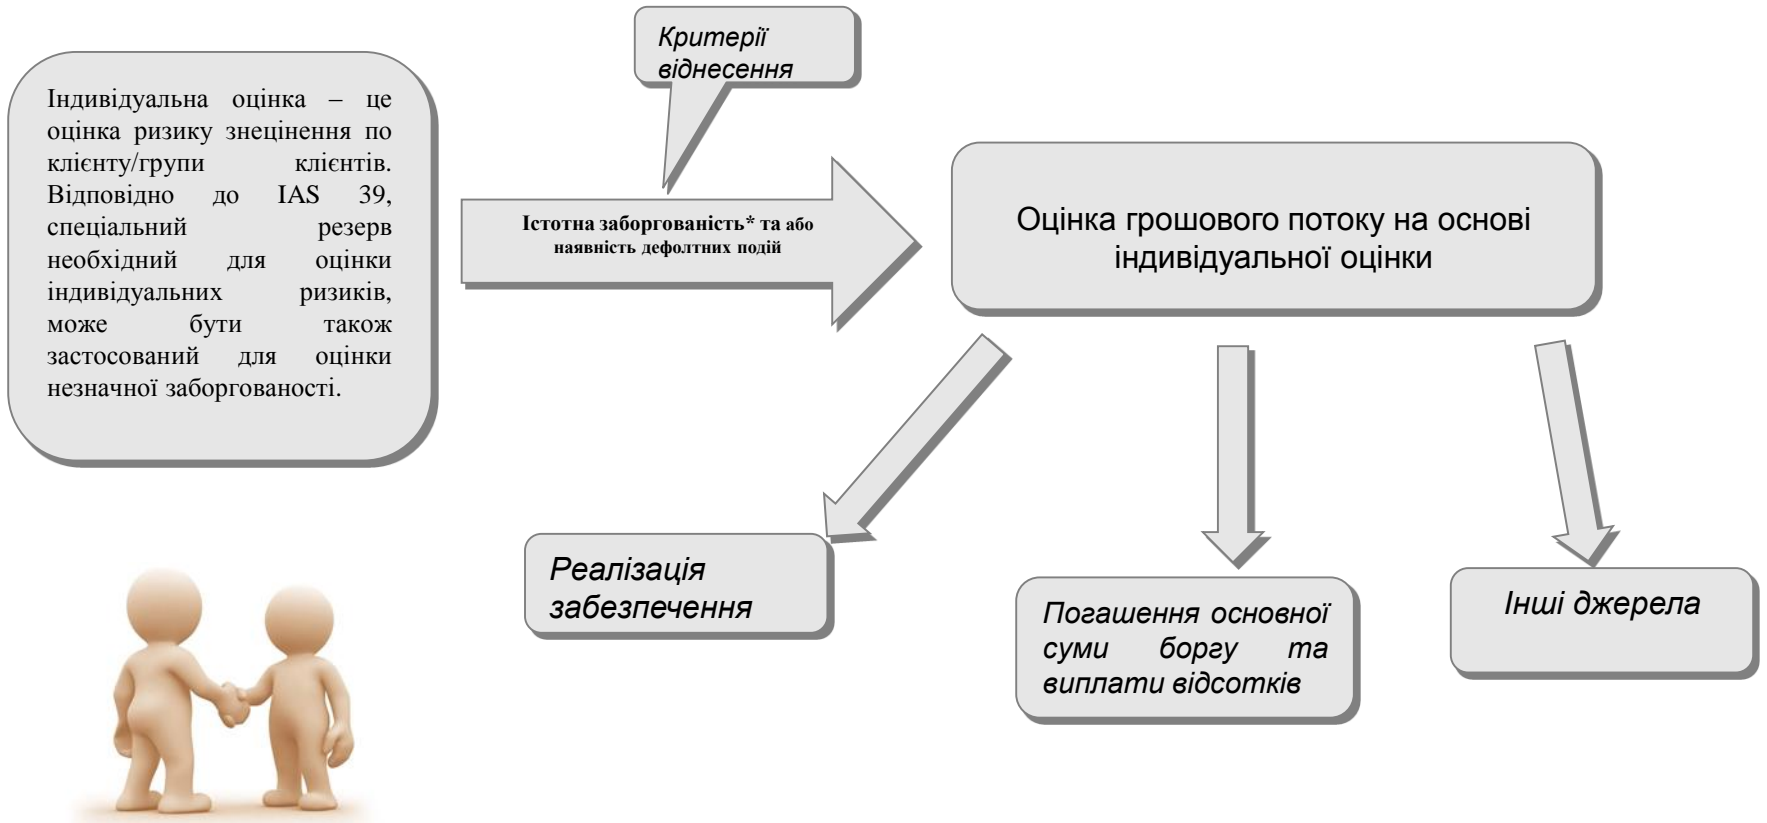 Критерії
віднесення
Індивідуальна оцінка – це
оцінка ризику знецінення по
клієнту/групи клієнтів.
Відповідно до IAS 39,
спеціальний резерв
необхідний для оцінки
індивідуальних ризиків,
може бути також
застосований для оцінки
незначної заборгованості.
Істотна заборгованість* та або
наявність дефолтних подій
Оцінка грошового потоку на основі
індивідуальної оцінки
Реалізація
забезпечення
Погашення основної
суми боргу та
виплати відсотків
Інші джерела